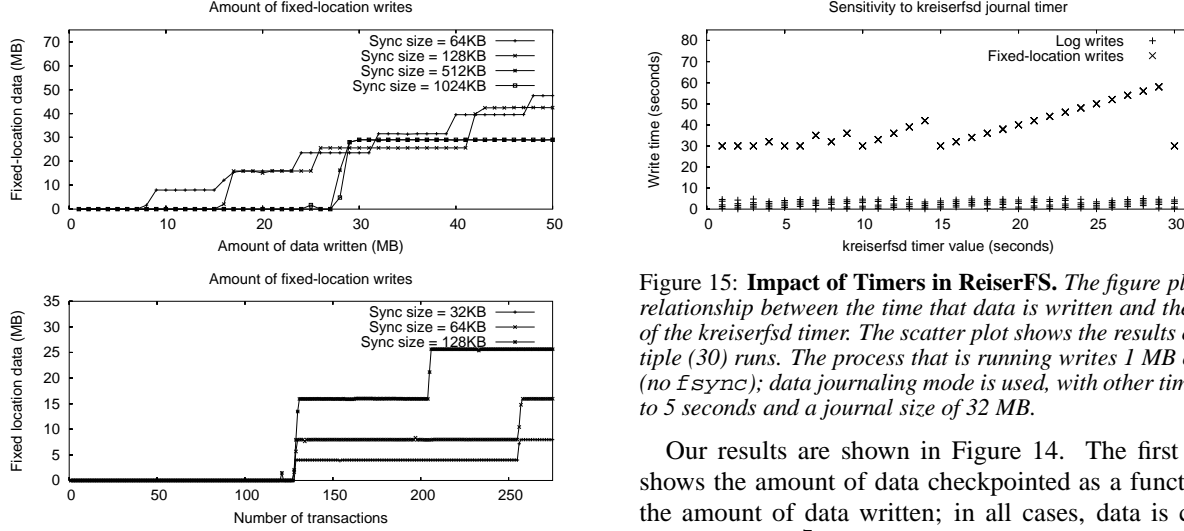 Amount of fixed-location writes
Fixed-location data (MB)
70
60
50
40
30
20
10
0
Sync size = 64KB
Sync size = 128KB
Sync size = 512KB
Sync size = 1024KB
0 10 20 30 40 50
Amount of data written (MB)
Amount of fixed-location writes
Fixed location data (MB)
35
30
25
20
15
10
5
0
Sync size = 32KB
Sync size = 64KB
Sync size = 128KB
0 50 100 150 200 250
Number of transactions
Sensitivity to kreiserfsd journal timer
Write time (seconds)
80
70
60
50
40
30
20
10
0
Log writes
Fixed-location writes
0 5 10 15 20 25 30
kreiserfsd timer value (seconds)
Figure 15: Impact of Timers in ReiserFS. The figure
relationship between the time that data is written and the
of the kreiserfsd timer. The scatter plot shows the results
tiple (30) runs. The process that is running writes 1 MB
(no fsync); data journaling mode is used, with other
to 5 seconds and a journal size of 32 MB.
Our results are shown in Figure 14. The first
shows the amount of data checkpointed as a
the amount of data written; in all cases, data is